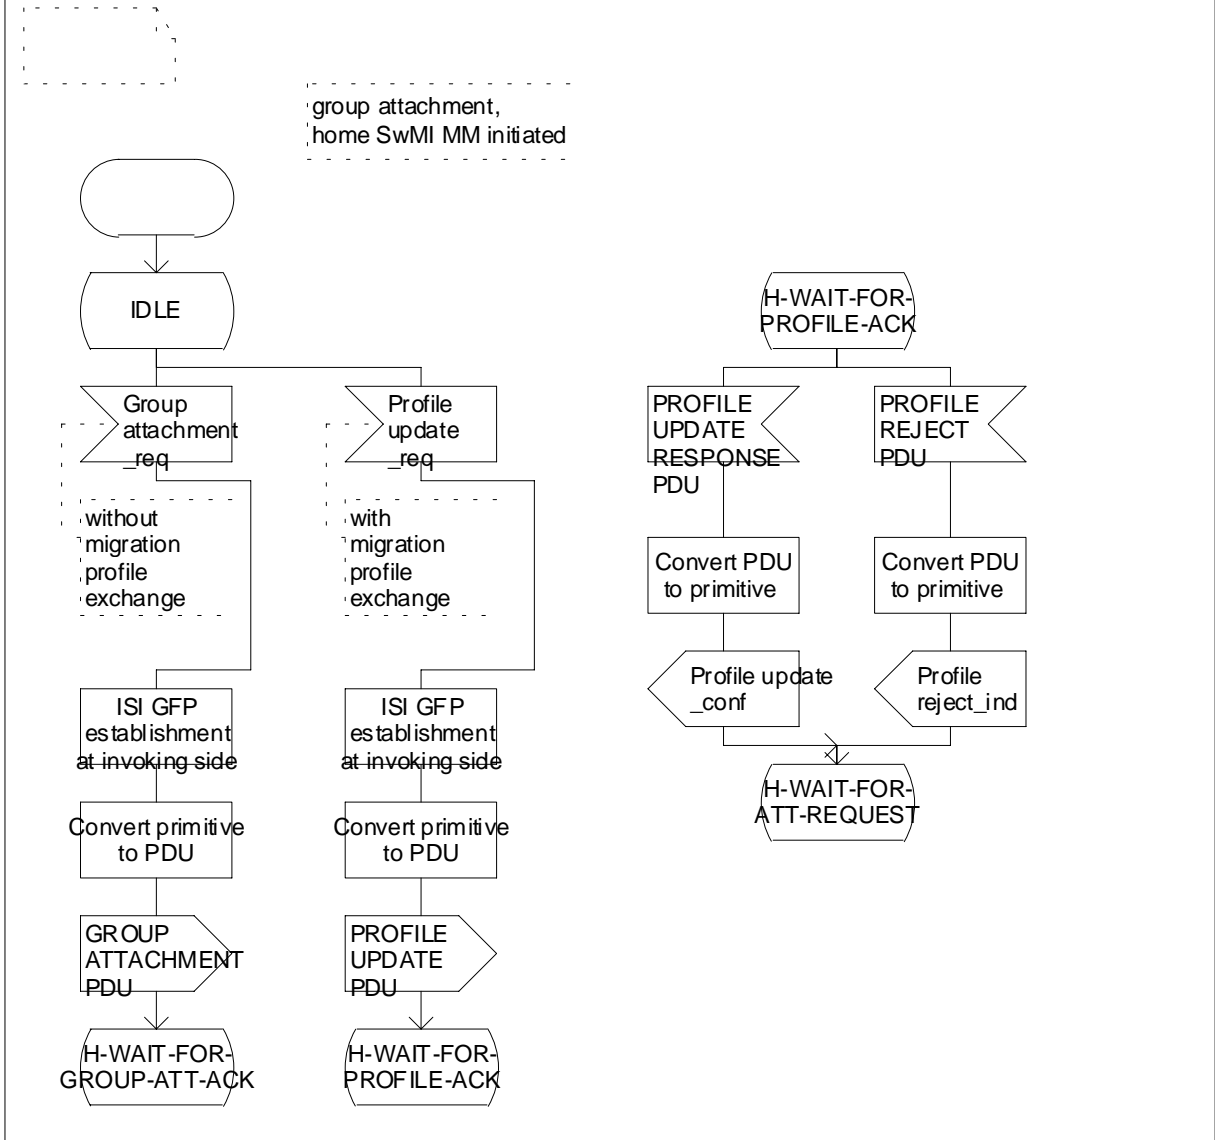 group attachment,
home SwMI MM initiated
IDLE
Group
attachment
_req
without
migration
profile
exchange
ISI GFP
establishment
at invoking side
Convert primitive
to PDU
GROUP
ATTACHMENT
PDU
H-WAIT-FOR-
GROUP-ATT-ACK
Profile
update
_req
with
migration
profile
exchange
ISI GFP
establishment
at invoking side
Convert primitive
to PDU
PROFILE
UPDATE
PDU
H-WAIT-FOR-
PROFILE-ACK
H-WAIT-FOR-
PROFILE-ACK
PROFILE
UPDATE
RESPONSE
PDU
Convert PDU
to primitive
Profile update
_conf
PROFILE
REJECT
PDU
Convert PDU
to primitive
Profile
reject_ind
H-WAIT-FOR-
ATT-REQUEST